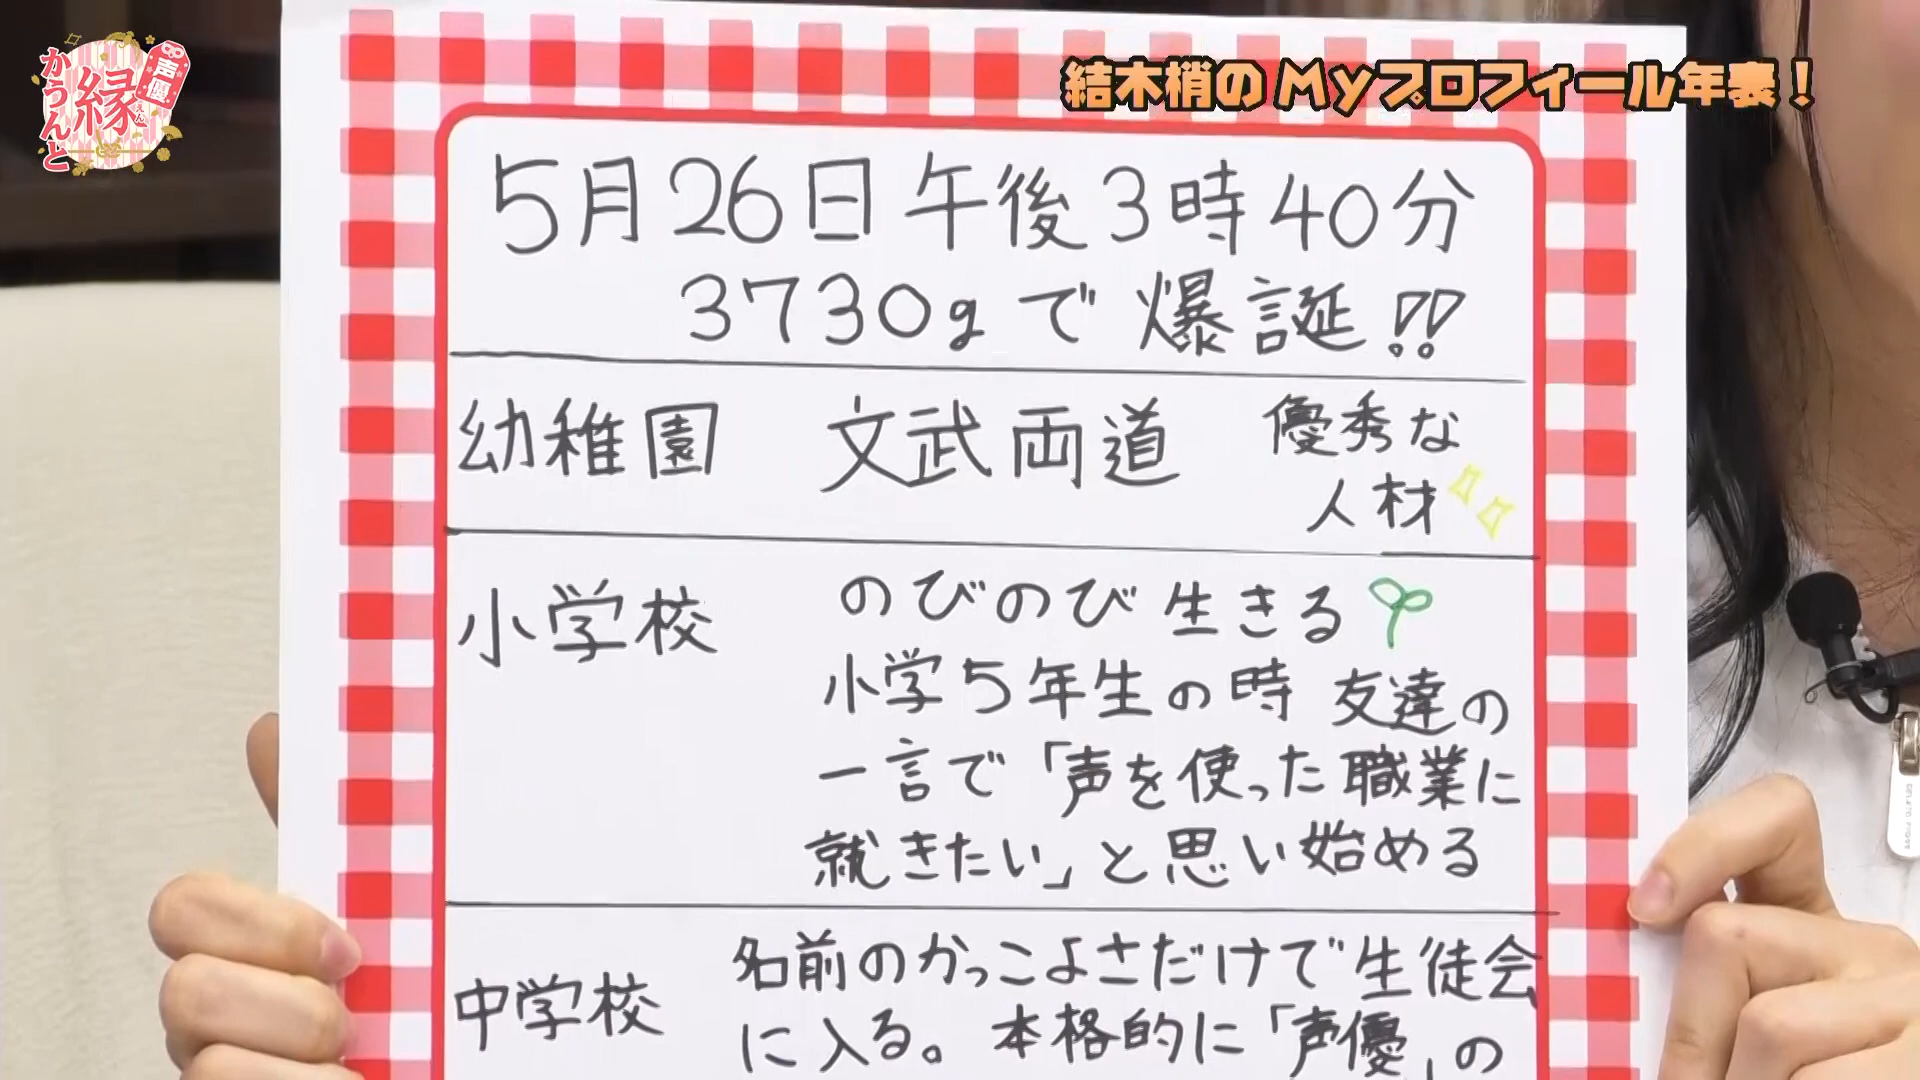 声優
縁
えん
かうんと
結木梢のMyプロフィール年表！
5月26日午後3時40分
3730gで爆誕!!
幼稚園 文武両道 優秀な
人材
小学校 のびのび生きる
小学5年生の時 友達の
一言で「声を使った職業に
就きたい」と思い始める
中学校 名前のかっこよさだけで生徒会
に入る。本格的に「声優」の